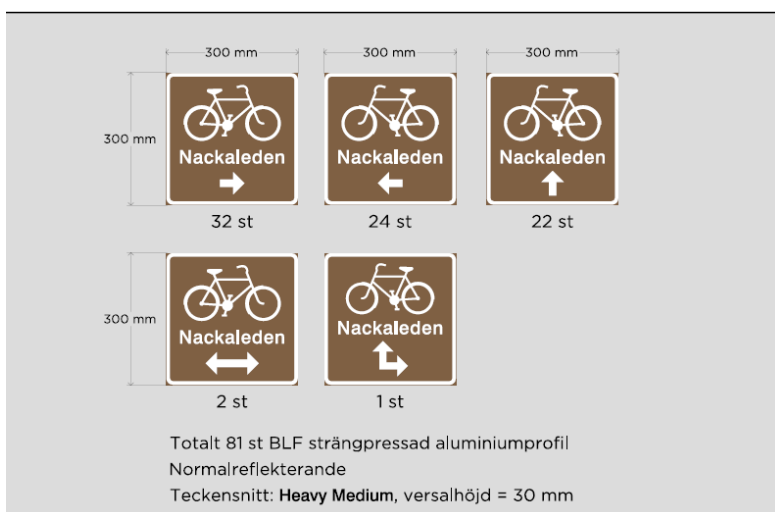 300 mm 300 mm 300 mm
300 mm
Nackaleden Nackaleden Nackaleden
32 st 24 st 22 st
300 mm
Nackaleden Nackaleden
2 st 1 st
Totalt 81 st BLF strängpressad aluminiumprofil
Normalreflekterande
Teckensnitt: Heavy Medium, versalhöjd = 30 mm